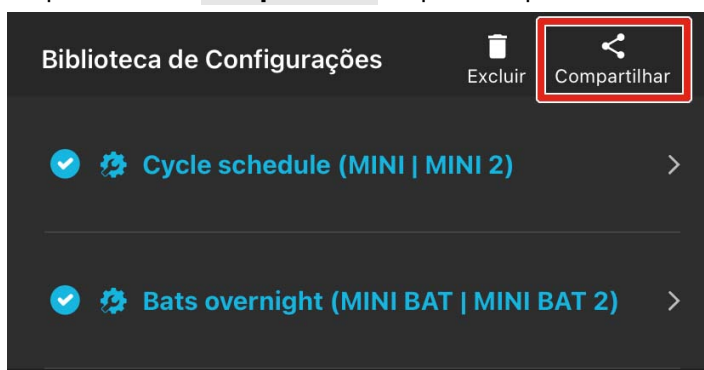 Biblioteca de Configurações
Excluir
Compartilhar
Cycle schedule (MINI | MINI 2)
Bats overnight (MINI BAT | MINI BAT 2)